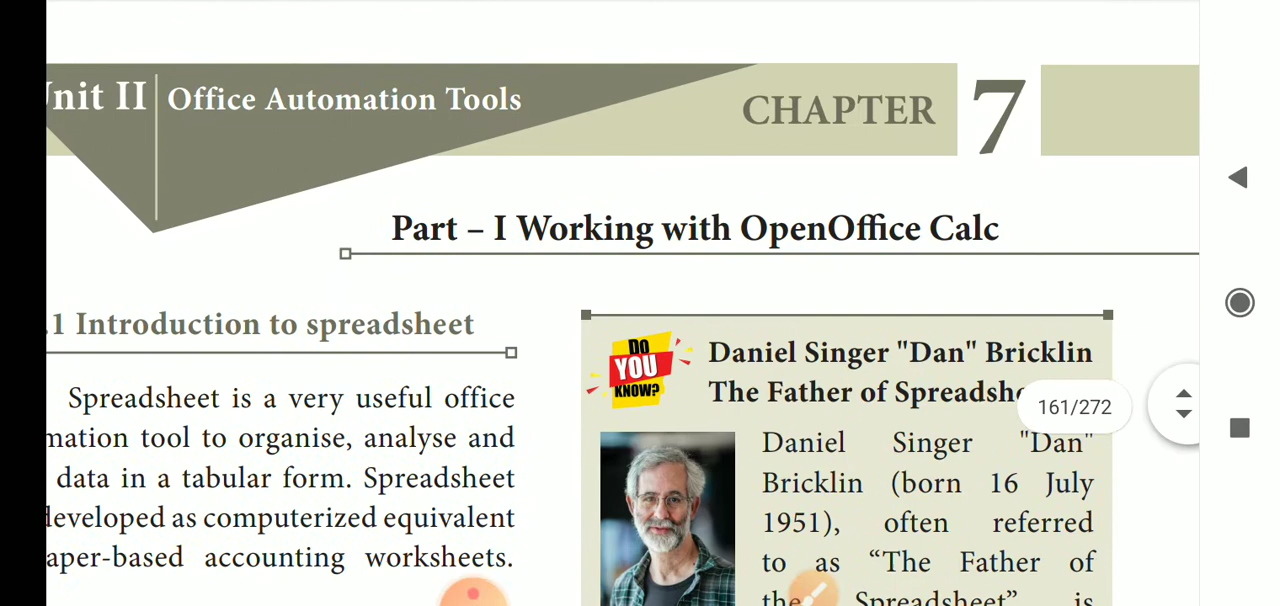 Unit II
Office Automation Tools
CHAPTER 7
Part – I Working with OpenOffice Calc
.1 Introduction to spreadsheet
Spreadsheet is a very useful office
mation tool to organise, analyse and
data in a tabular form. Spreadsheet
developed as computerized equivalent
aper-based accounting worksheets.
DO
YOU
KNOW?
Daniel Singer "Dan" Bricklin
The Father of
161/272
Daniel Singer "Dan"
Bricklin (born 16 July
1951), often referred
to as “The Father of
the Spreadsheet” is